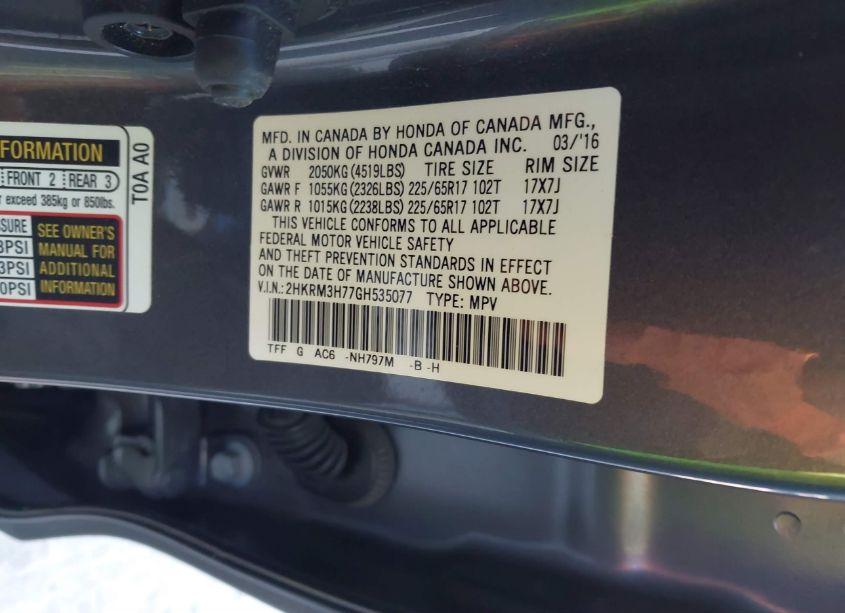 FORMATION
FRONT 2 REAR 3
r exceed 385kg or 850lbs.
SEE OWNER'S
MANUAL FOR
ADDITIONAL
INFORMATION
T0A A0
MFD. IN CANADA BY HONDA OF CANADA MFG.,
A DIVISION OF HONDA CANADA INC. 03/'16
GVWR 2050KG(4519LBS) TIRE SIZE RIM SIZE
GAWR F 1055KG(2326LBS) 225/65R17 102T 17X7J
GAWR R 1015KG(2238LBS) 225/65R17 102T 17X7J
THIS VEHICLE CONFORMS TO ALL APPLICABLE
FEDERAL MOTOR VEHICLE SAFETY
AND THEFT PREVENTION STANDARDS IN EFFECT
ON THE DATE OF MANUFACTURE SHOWN ABOVE.
V.I.N.:2HKRM3H77GH535077 TYPE: MPV
TFF G AC6 -NH797M -B -H